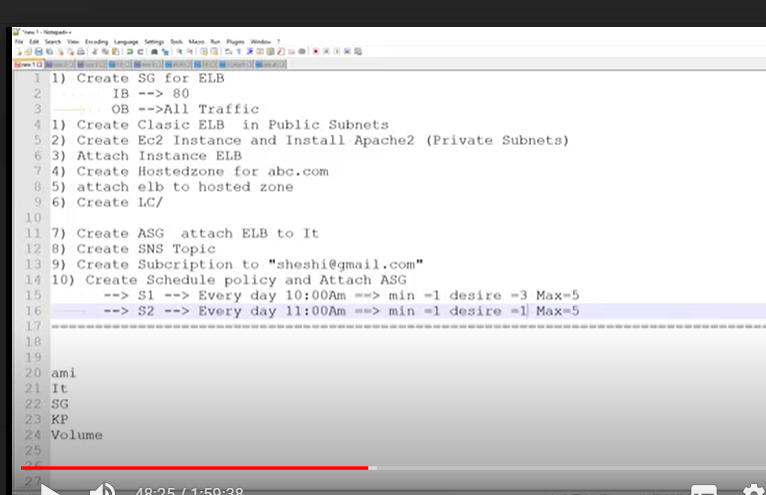 *new 1 - Notepad++
File Edit Search View Encoding Language Settings Tools Macro Run Plugins Window ?
new 1
1 1) Create SG for ELB
2 IB --> 80
3 OB -->All Traffic
4 1) Create Clasic ELB in Public Subnets
5 2) Create Ec2 Instance and Install Apache2 (Private Subnets)
6 3) Attach Instance ELB
7 4) Create Hostedzone for abc.com
8 5) attach elb to hosted zone
9 6) Create LC/
10
11 7) Create ASG attach ELB to It
12 8) Create SNS Topic
13 9) Create Subcription to "sheshi@gmail.com"
14 10) Create Schedule policy and Attach ASG
15 --> S1 --> Every day 10:00Am ==> min =1 desire =3 Max=5
16 --> S2 --> Every day 11:00Am ==> min =1 desire =1 Max=5
17 ==================================================
18
19
20 ami
21 It
22 SG
23 KP
24 Volume
25
26
27
48:25 / 1:59:38